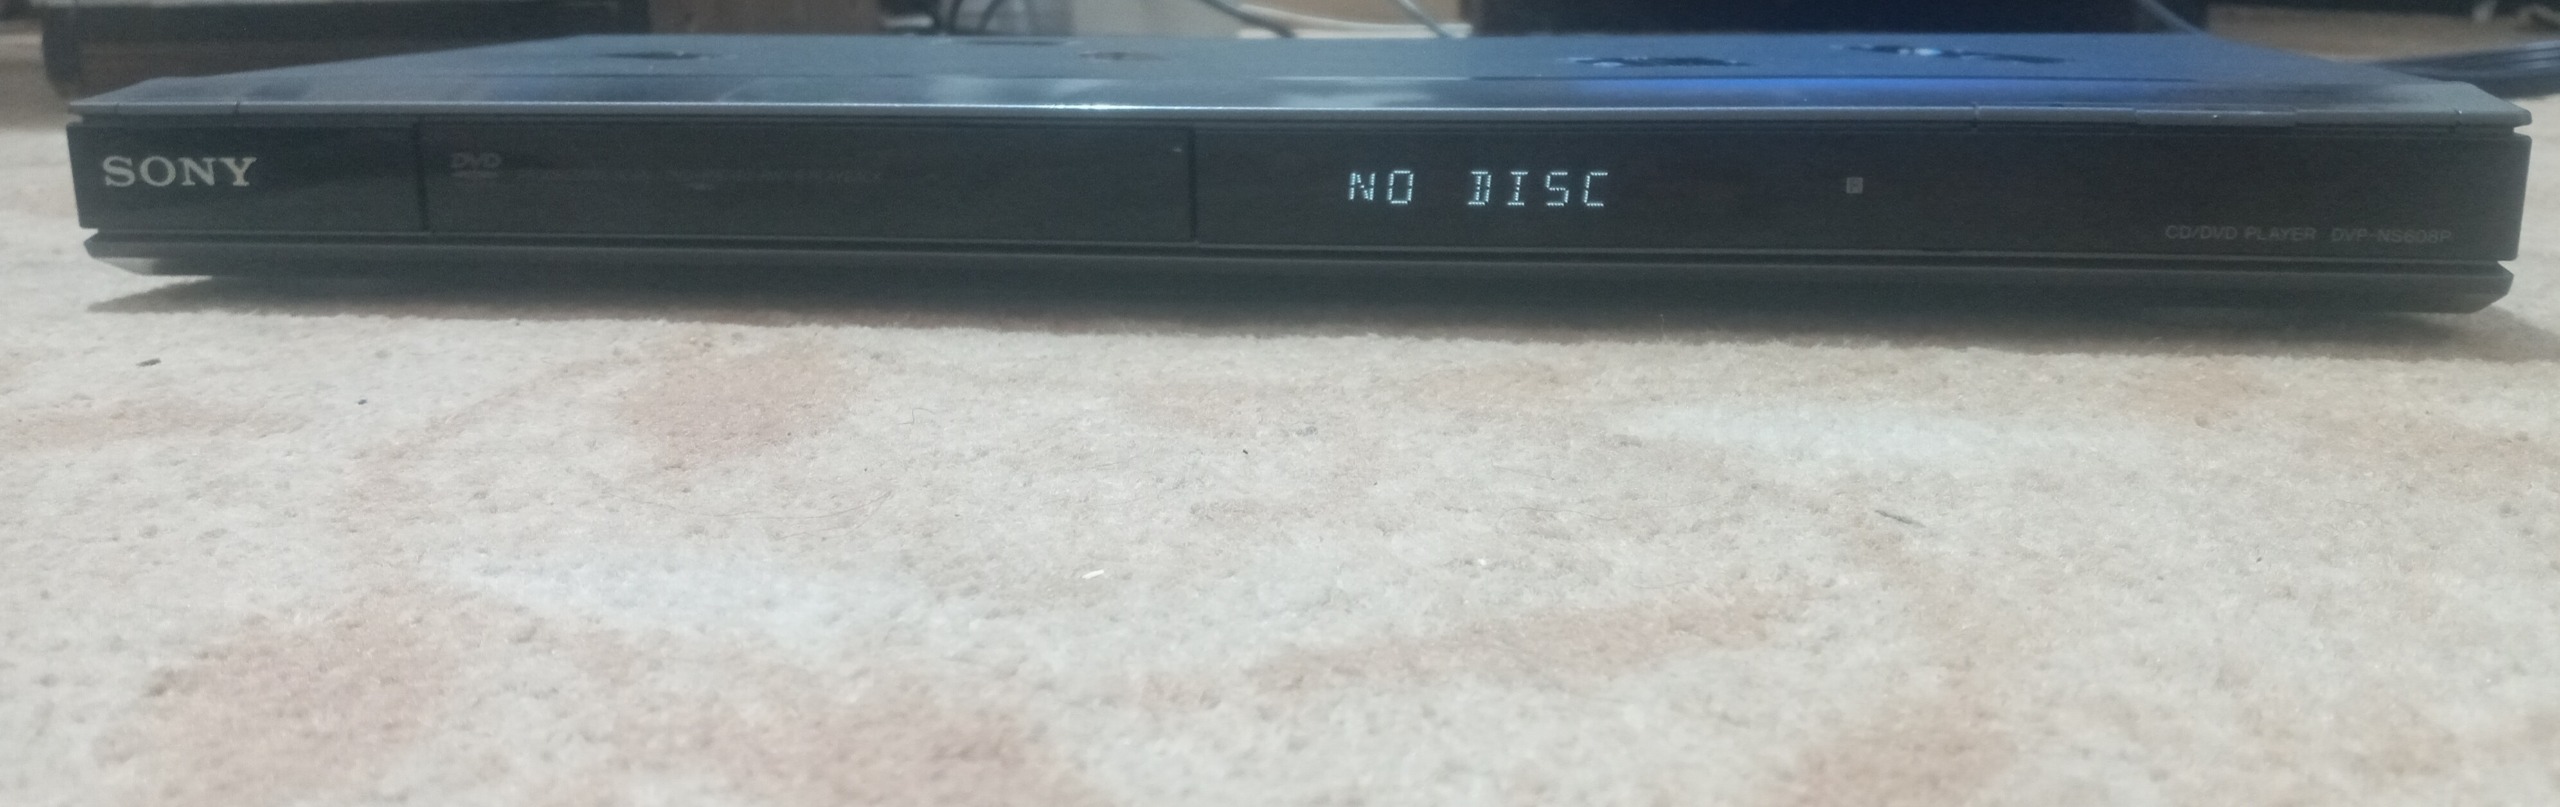 SONY
DVD
NO DISC
CD/DVD PLAYER DVP-NS608P